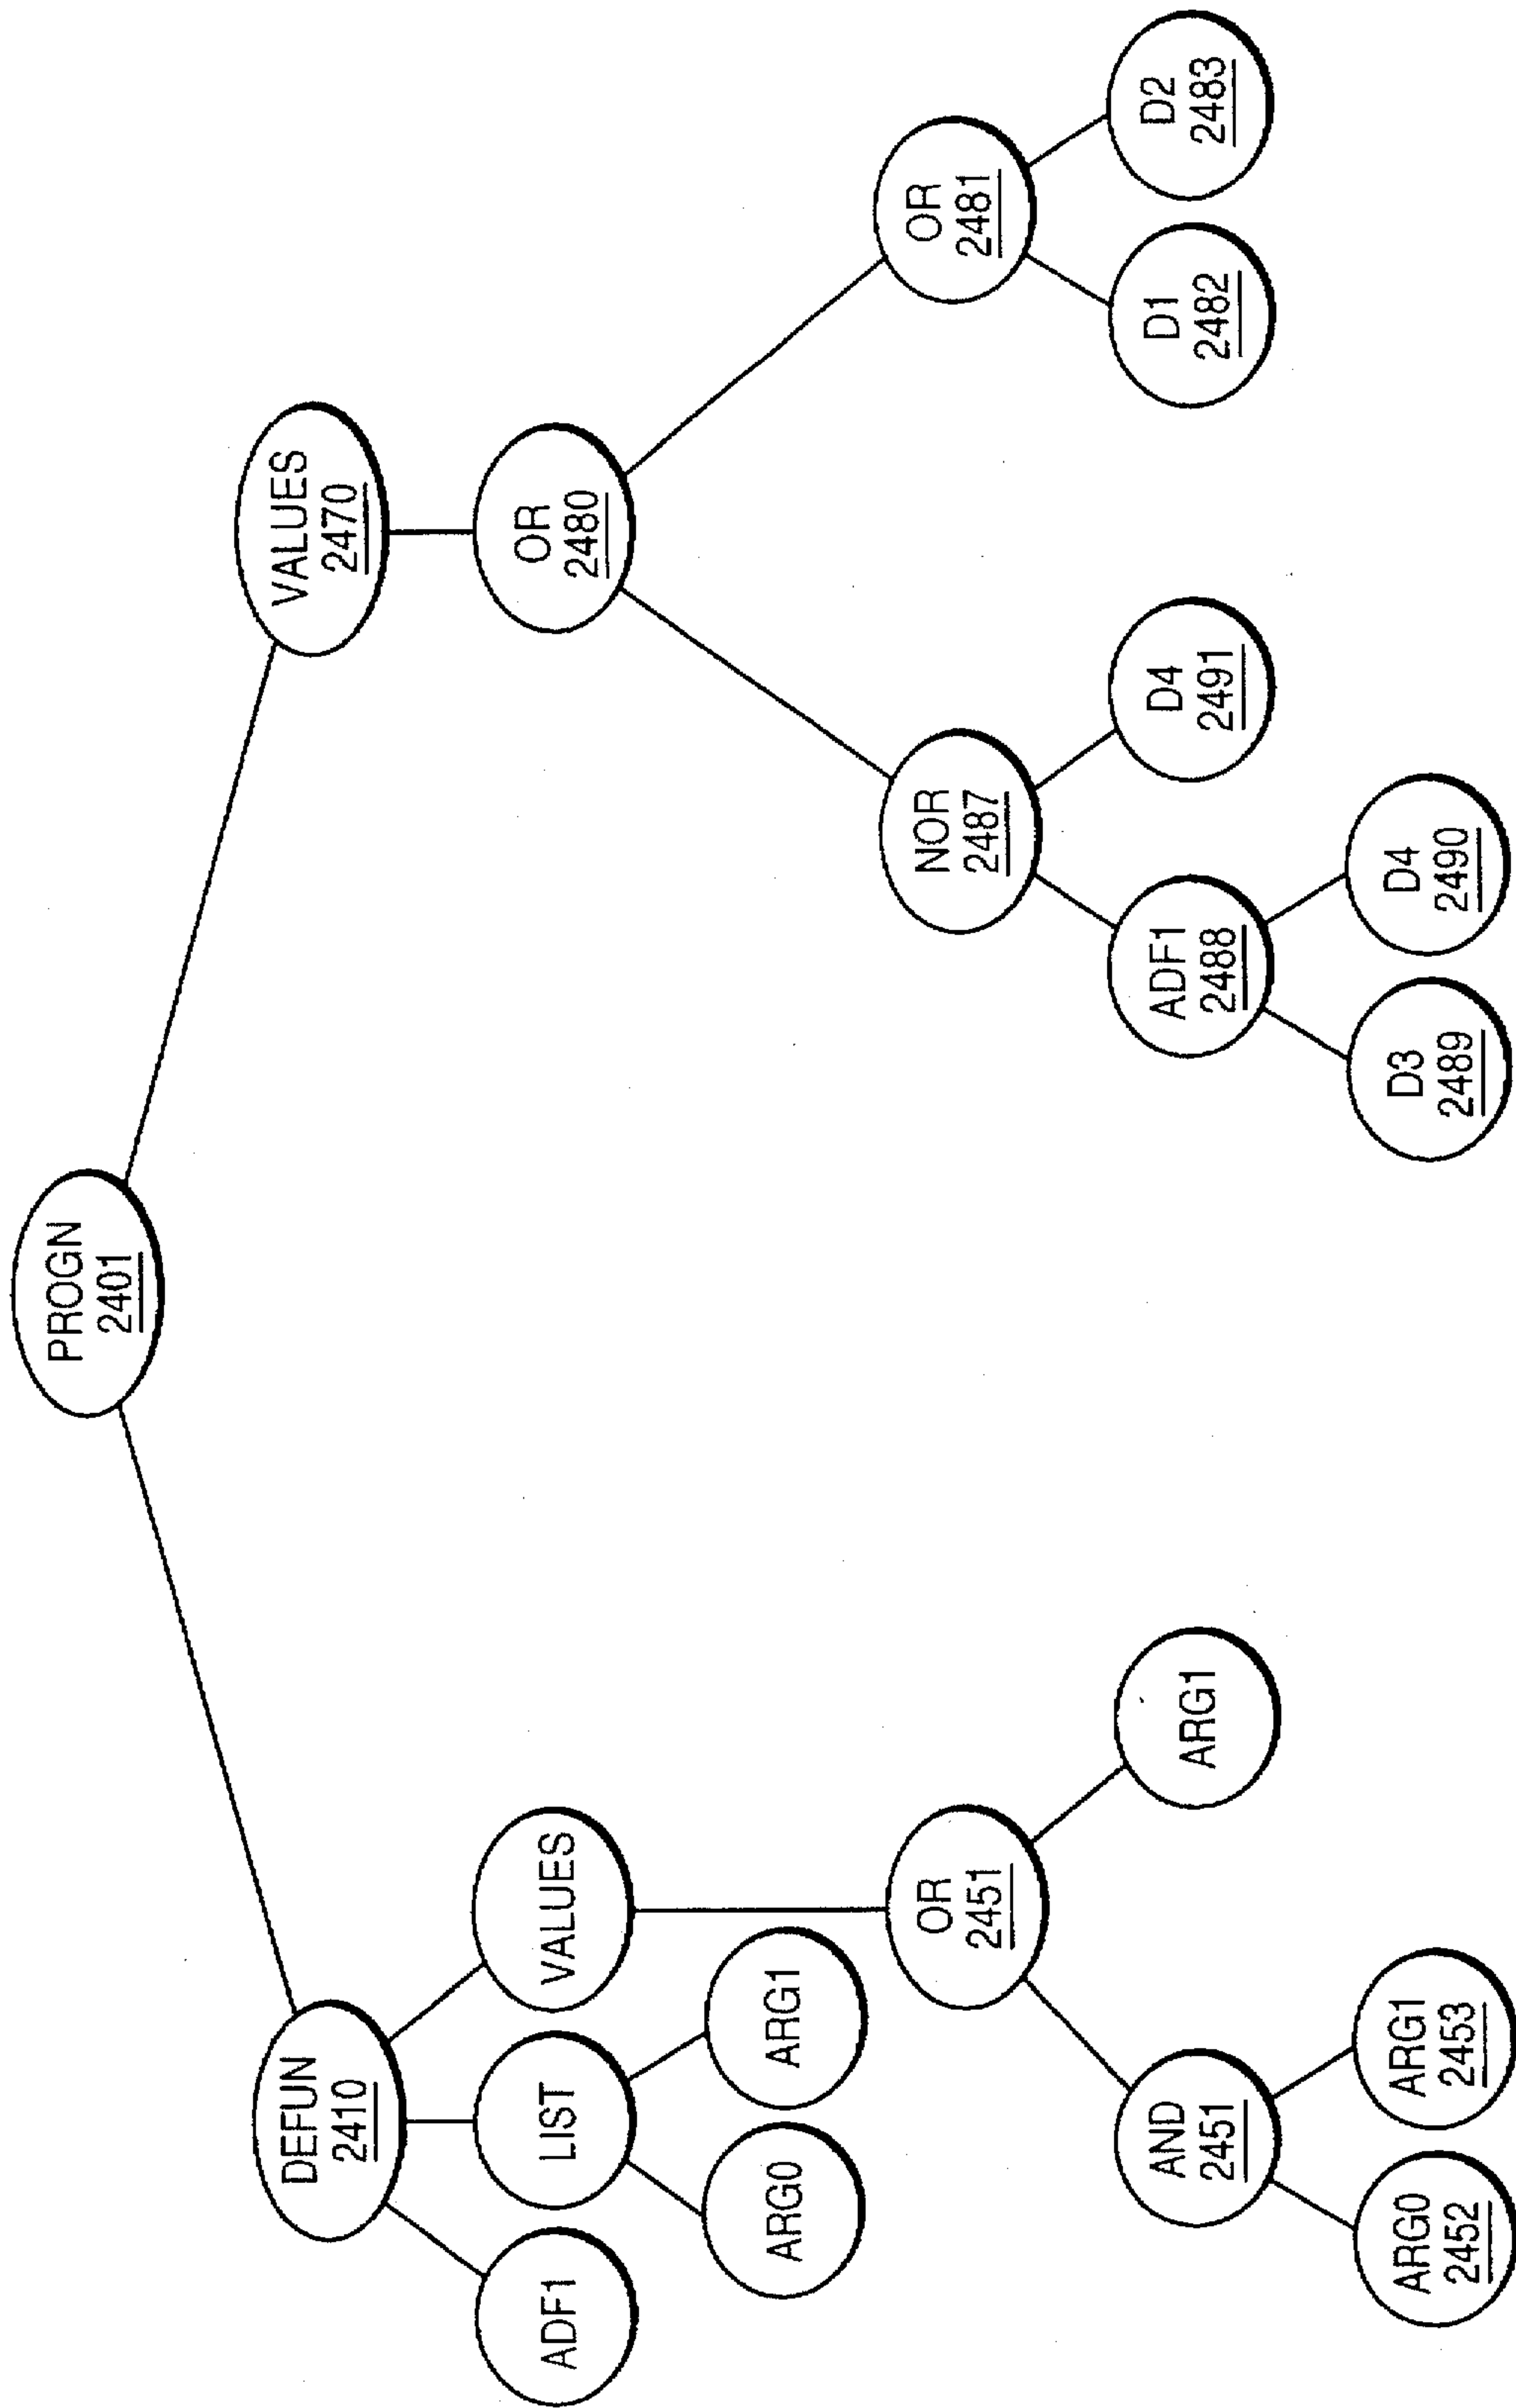 PROGN
2401
DEFUN
2410
VALUES
2470
ADF1
LIST
VALUES
OR
2480
ARG0
ARG1
OR
2451
NOR
2487
OR
2481
AND
2451
ARG1
ADF1
2488
D4
2491
D1
2482
D2
2483
ARG0
2452
ARG1
2453
D3
2489
D4
2490